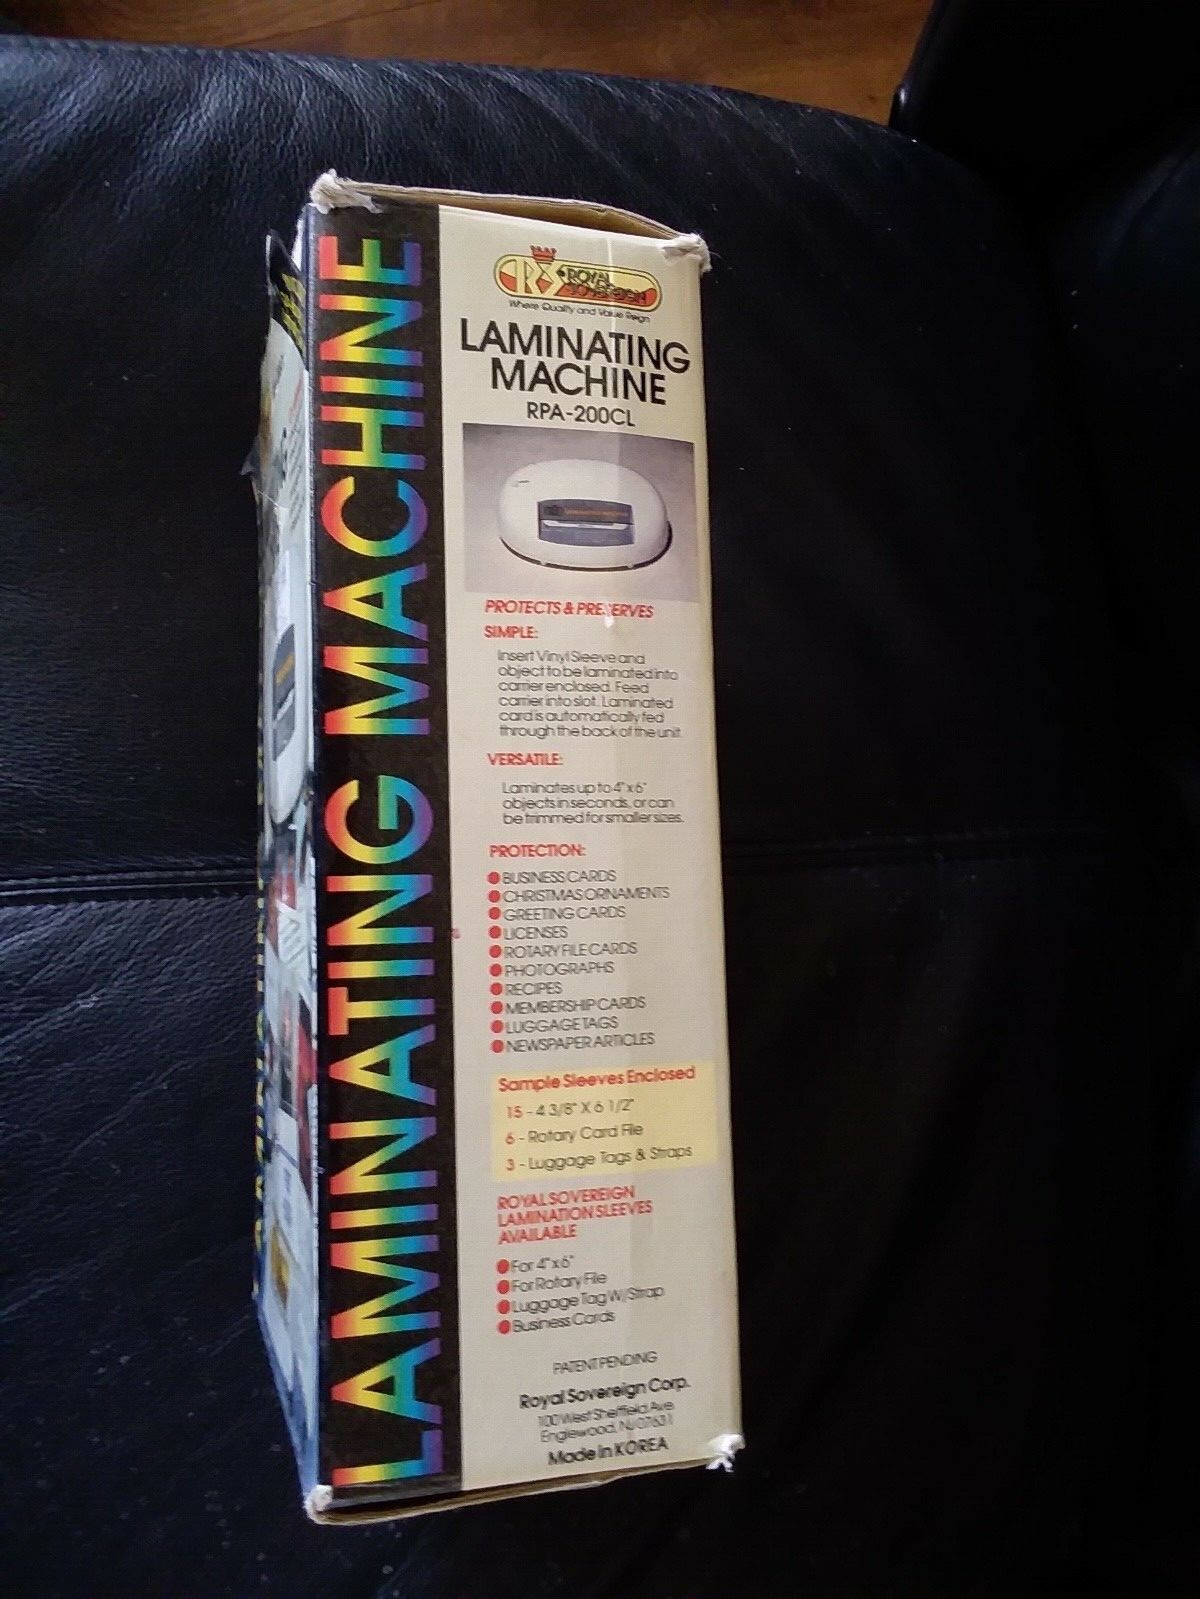 LAMINATING MACHINE
ROYAL
SOVEREIGN
Where Quality and Value Reign
LAMINATING
MACHINE
RPA-200CL
PROTECTS & PRESERVES
SIMPLE:
Insert Vinyl Sleeve and
object to be laminated into
carrier enclosed. Feed
carrier into slot. Laminated
card is automatically fed
through the back of the unit.
VERSATILE:
Laminates up to 4" x 6"
objects in seconds, or can
be trimmed for smaller sizes.
PROTECTION:
BUSINESS CARDS
CHRISTMAS ORNAMENTS
GREETING CARDS
LICENSES
ROTARY FILE CARDS
PHOTOGRAPHS
RECIPES
MEMBERSHIP CARDS
LUGGAGE TAGS
NEWSPAPER ARTICLES
Sample Sleeves Enclosed
15 - 4 3/8" X 6 1/2"
6 - Rotary Card File
3 - Luggage Tags & Straps
ROYAL SOVEREIGN
LAMINATION SLEEVES
AVAILABLE
For 4" x 6"
For Rotary File
Luggage Tag W/Strap
Business Cards
PATENT PENDING
Royal Sovereign Corp.
100 West Sheffield Ave.
Englewood, NJ 07631
Made in KOREA